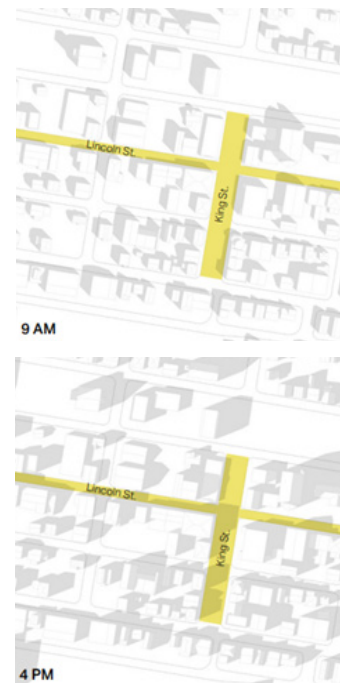 Lincoln St.
King St.
9 AM
Lincoln St.
King St.
4 PM